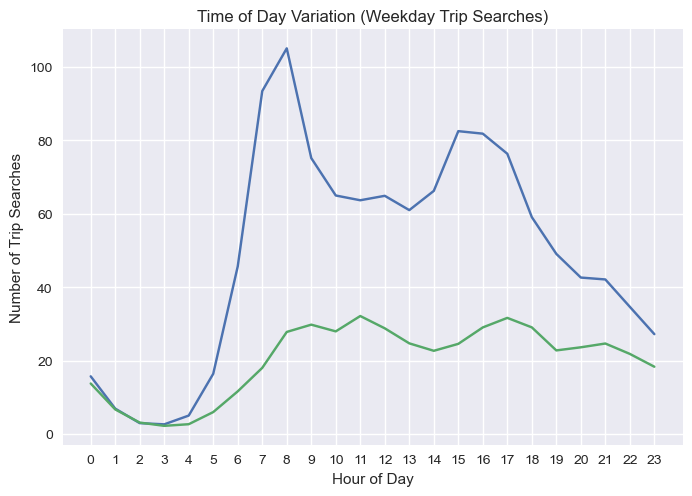 Time of Day Variation (Weekday Trip Searches)
Number of Trip Searches
100
80
60
40
20
0
0 1 2 3 4 5 6 7 8 9 10 11 12 13 14 15 16 17 18 19 20 21 22 23
Hour of Day